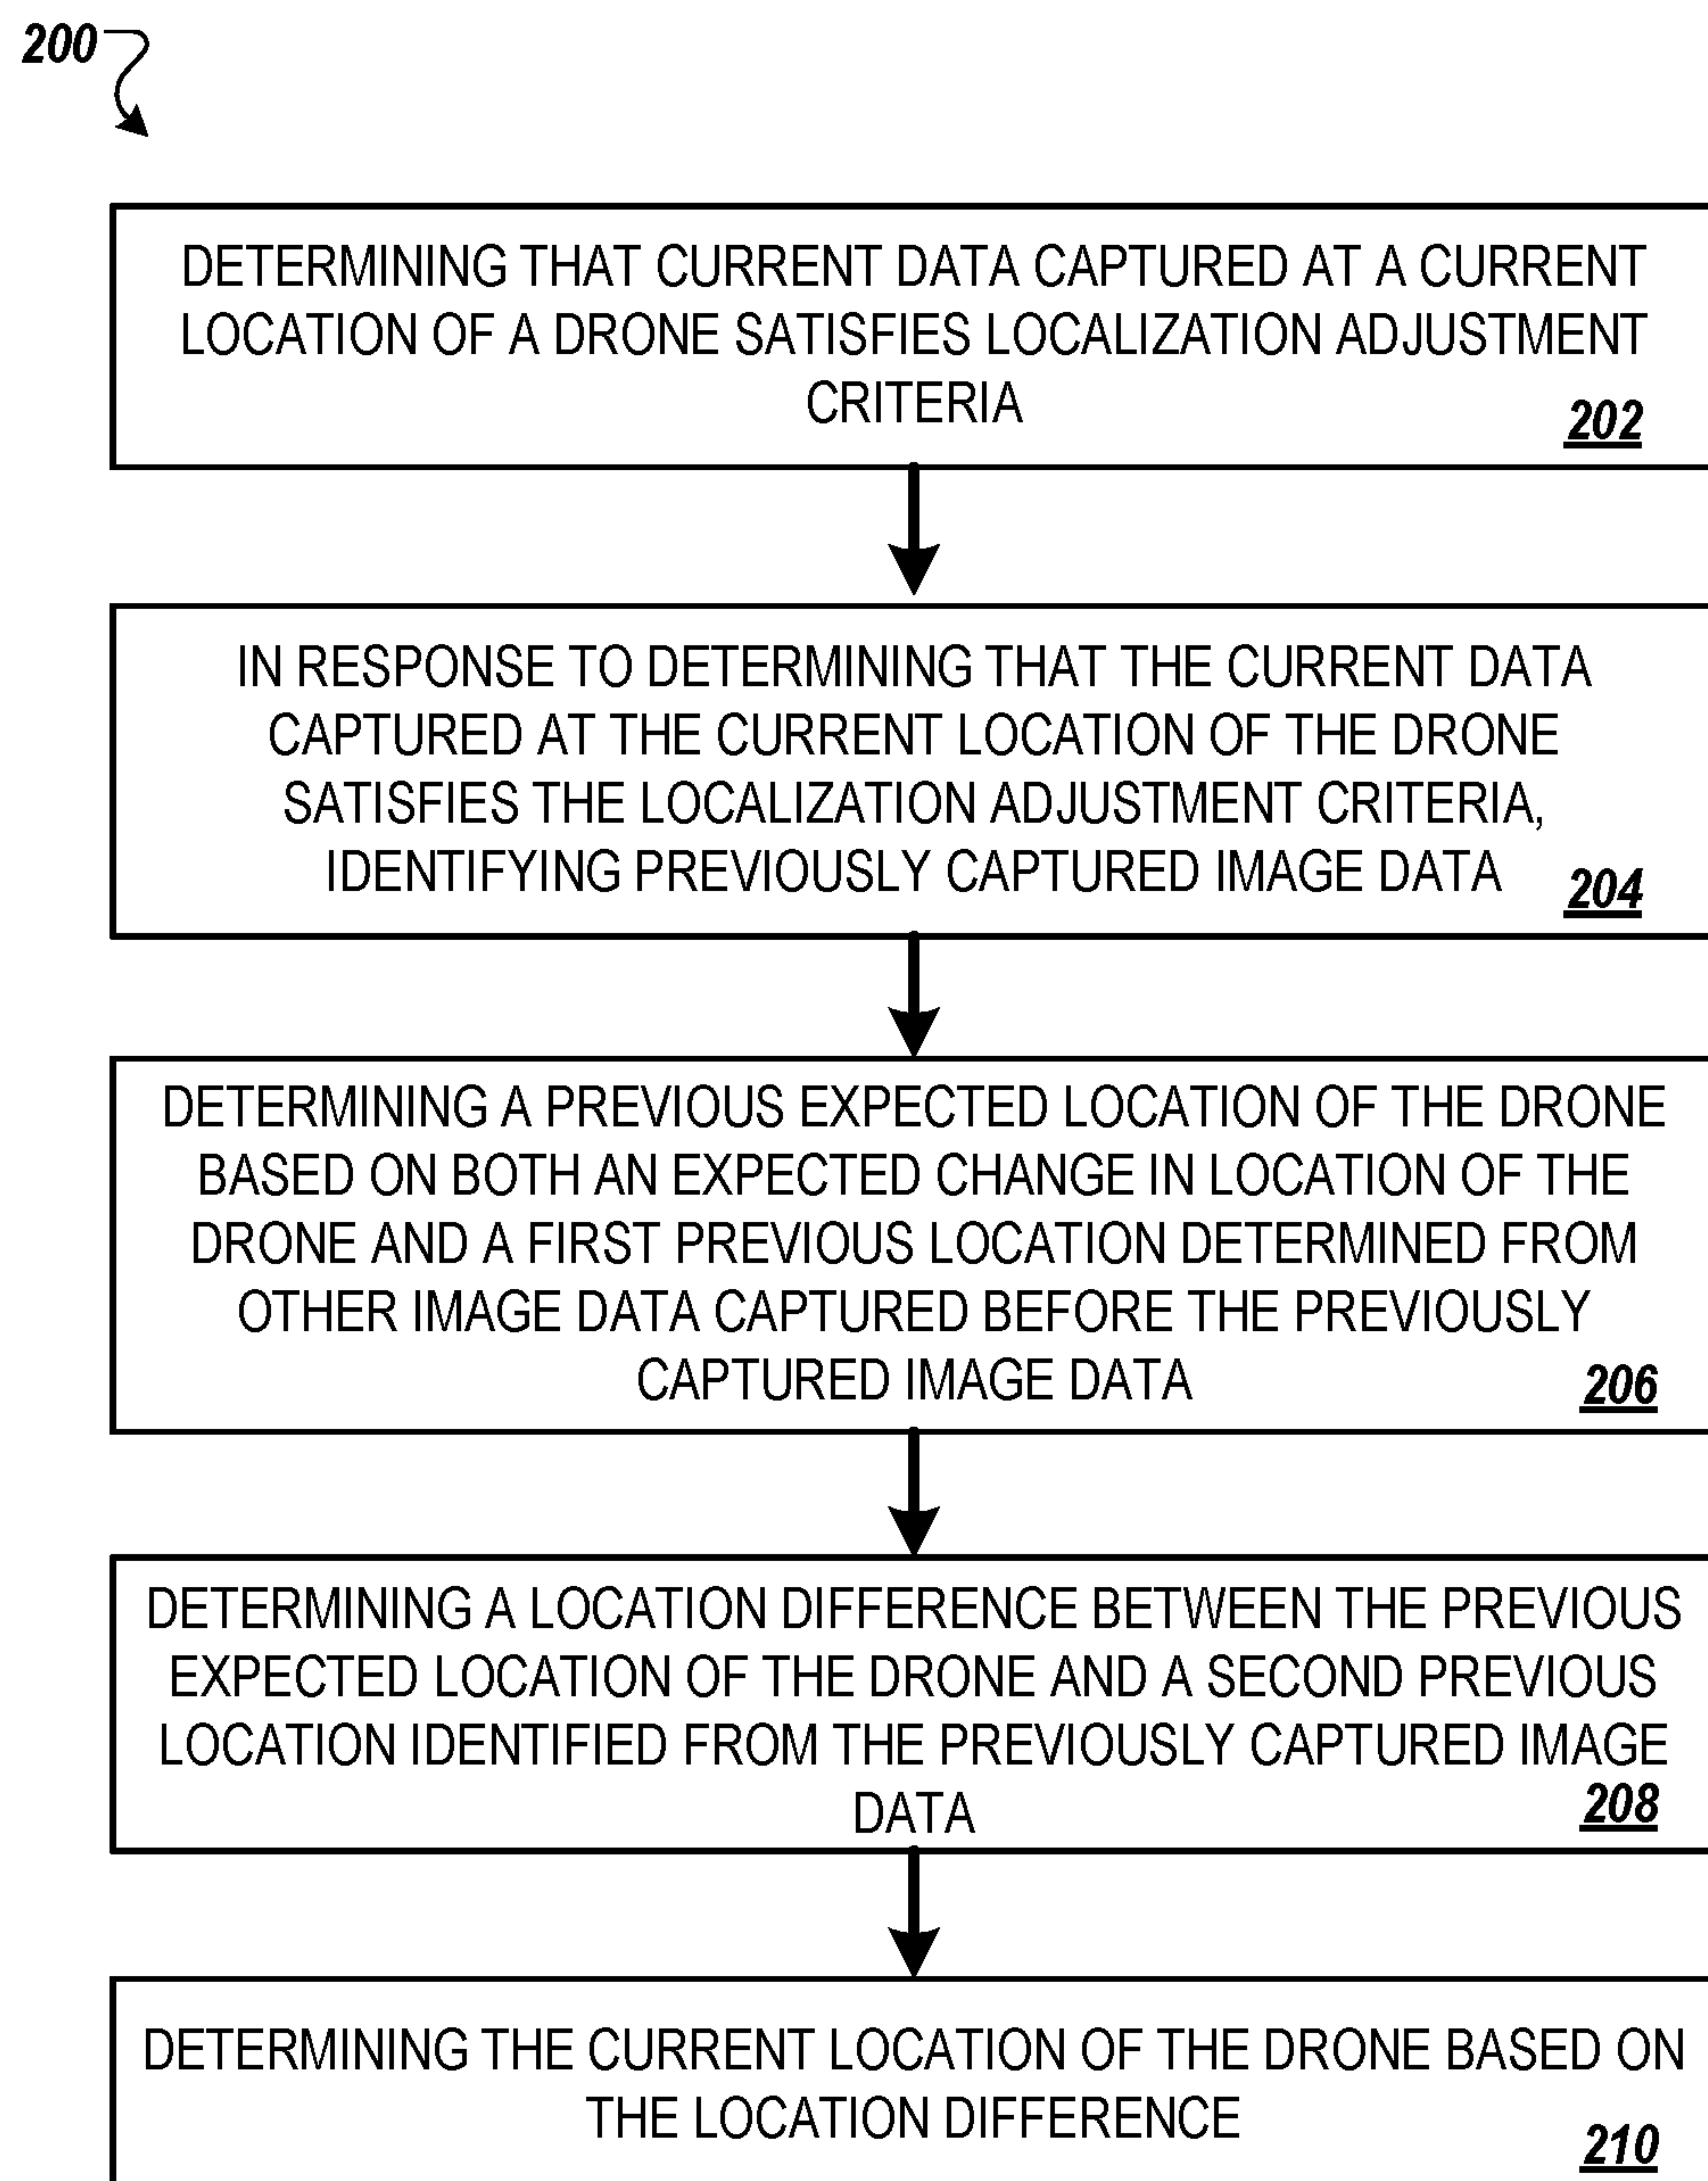 200
DETERMINING THAT CURRENT DATA CAPTURED AT A CURRENT
LOCATION OF A DRONE SATISFIES LOCALIZATION ADJUSTMENT
CRITERIA
202
IN RESPONSE TO DETERMINING THAT THE CURRENT DATA
CAPTURED AT THE CURRENT LOCATION OF THE DRONE
SATISFIES THE LOCALIZATION ADJUSTMENT CRITERIA,
IDENTIFYING PREVIOUSLY CAPTURED IMAGE DATA
204
DETERMINING A PREVIOUS EXPECTED LOCATION OF THE DRONE
BASED ON BOTH AN EXPECTED CHANGE IN LOCATION OF THE
DRONE AND A FIRST PREVIOUS LOCATION DETERMINED FROM
OTHER IMAGE DATA CAPTURED BEFORE THE PREVIOUSLY
CAPTURED IMAGE DATA
206
DETERMINING A LOCATION DIFFERENCE BETWEEN THE PREVIOUS
EXPECTED LOCATION OF THE DRONE AND A SECOND PREVIOUS
LOCATION IDENTIFIED FROM THE PREVIOUSLY CAPTURED IMAGE
DATA
208
DETERMINING THE CURRENT LOCATION OF THE DRONE BASED ON
THE LOCATION DIFFERENCE
210